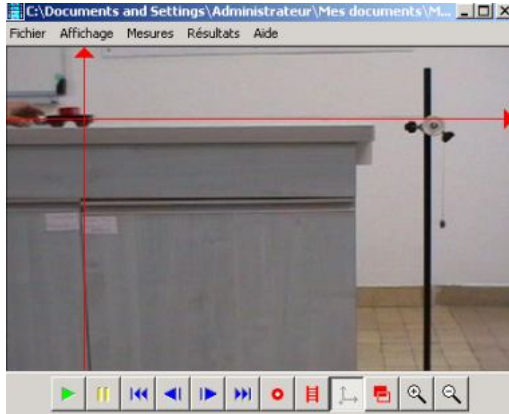 C:\Documents and Settings\Administrateur\Mes documents\M...
Fichier Affichage Mesures Résultats Aide